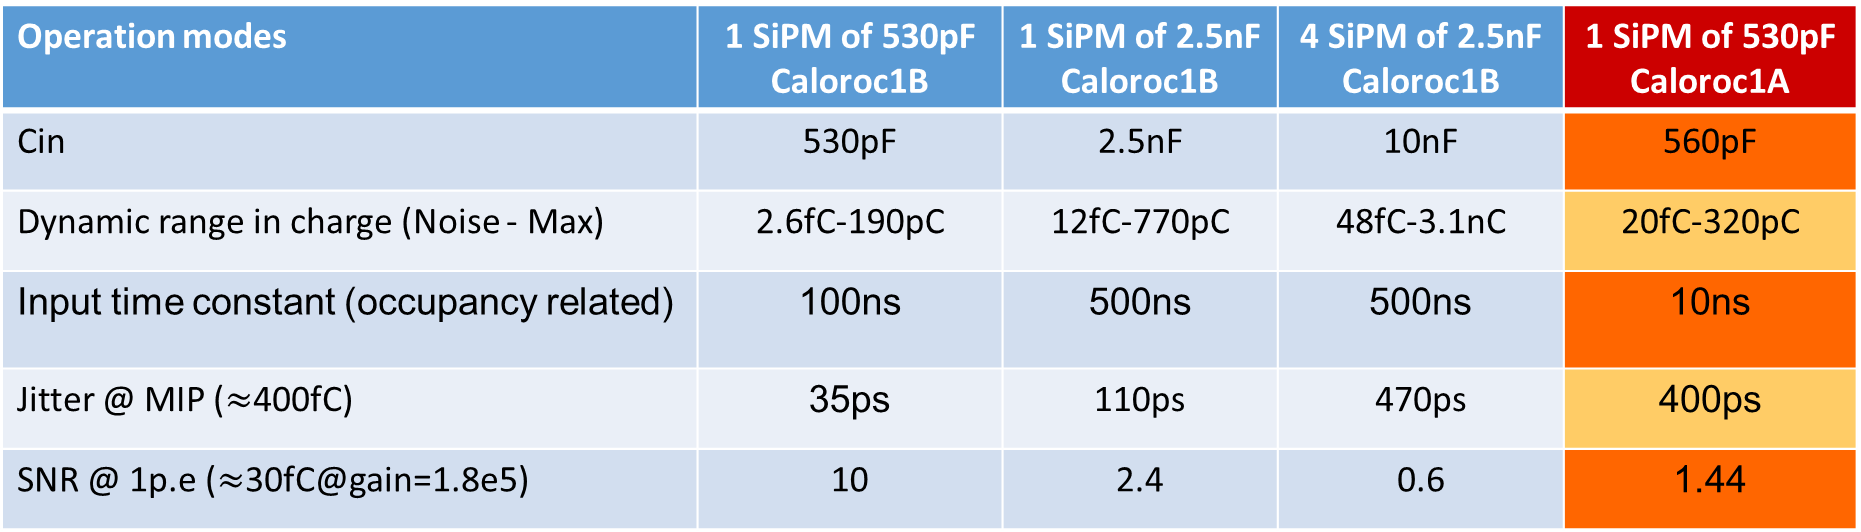 Operation modes
1 SiPM of 530pF Caloroc1B
1 SiPM of 2.5nF Caloroc1B
4 SiPM of 2.5nF Caloroc1B
1 SiPM of 530pF Caloroc1A
Cin 530pF 2.5nF 10nF 560pF
Dynamic range in charge (Noise - Max) 2.6fC-190pC 12fC-770pC 48fC-3.1nC 20fC-320pC
Input time constant (occupancy related) 100ns 500ns 500ns 10ns
Jitter @ MIP (≈400fC) 35ps 110ps 470ps 400ps
SNR @ 1p.e (≈30fC@gain=1.8e5) 10 2.4 0.6 1.44